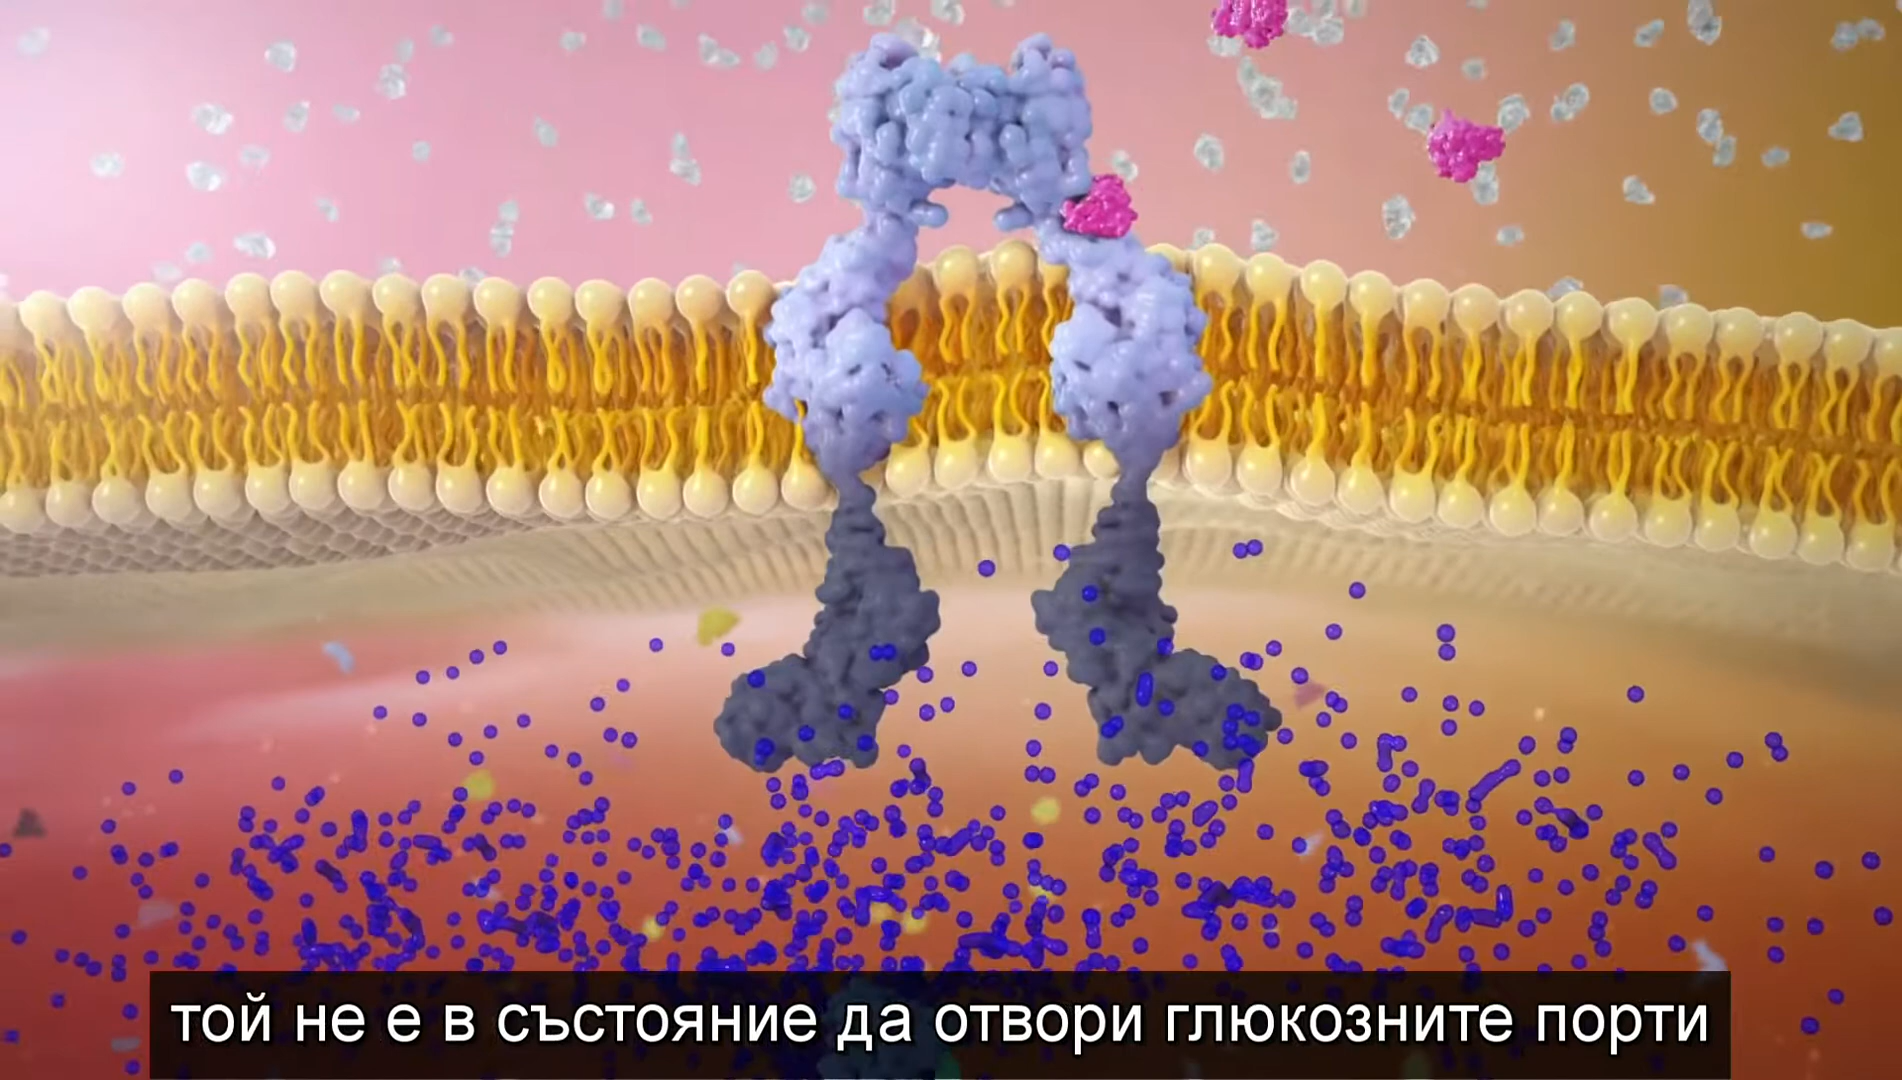 той не е в състояние да отвори глюкозните порти